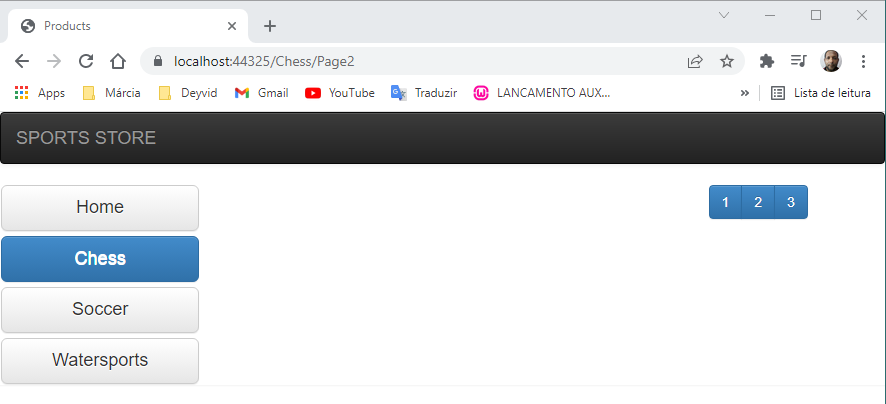 Products
localhost:44325/Chess/Page2
Apps Márcia Deyvid Gmail YouTube Traduzir LANCAMENTO AUX... » Lista de leitura
SPORTS STORE
Home
1 2 3
Chess
Soccer
Watersports